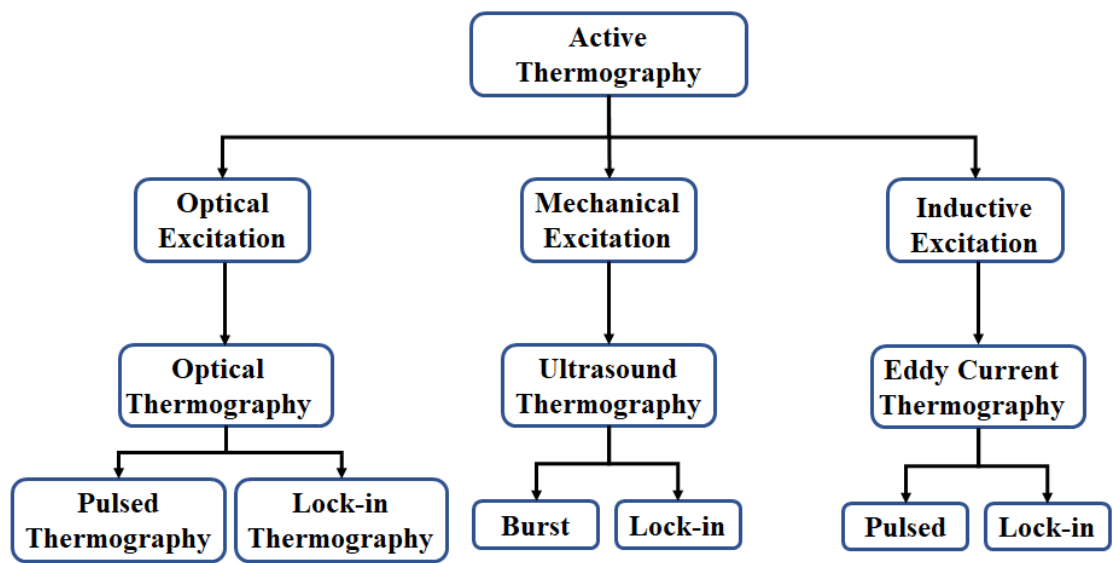 Active
Thermography
Optical
Excitation
Mechanical
Excitation
Inductive
Excitation
Optical
Thermography
Ultrasound
Thermography
Eddy Current
Thermography
Pulsed
Thermography
Lock-in
Thermography
Burst
Lock-in
Pulsed
Lock-in